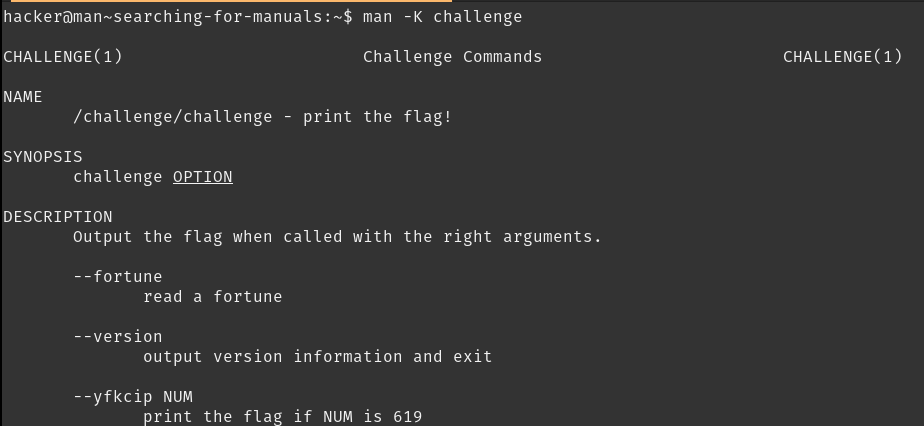 hacker@man~searching-for-manuals:~$ man -K challenge
CHALLENGE(1) Challenge Commands CHALLENGE(1)
NAME
/challenge/challenge - print the flag!
SYNOPSIS
challenge OPTION
DESCRIPTION
Output the flag when called with the right arguments.
--fortune
read a fortune
--version
output version information and exit
--yfkcip NUM
print the flag if NUM is 619